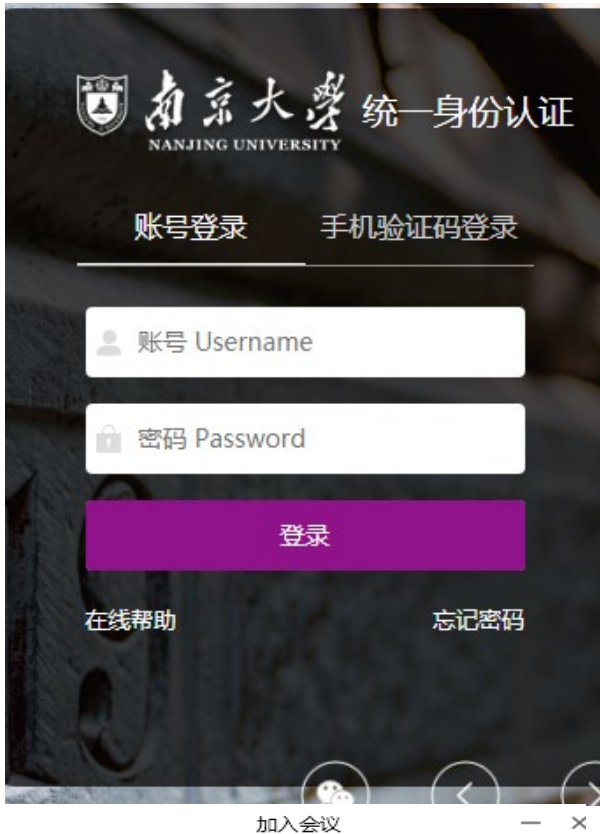 南京大學 统一身份认证
NANJING UNIVERSITY
账号登录 手机验证码登录
账号 Username
密码 Password
登录
在线帮助 忘记密码
加入会议